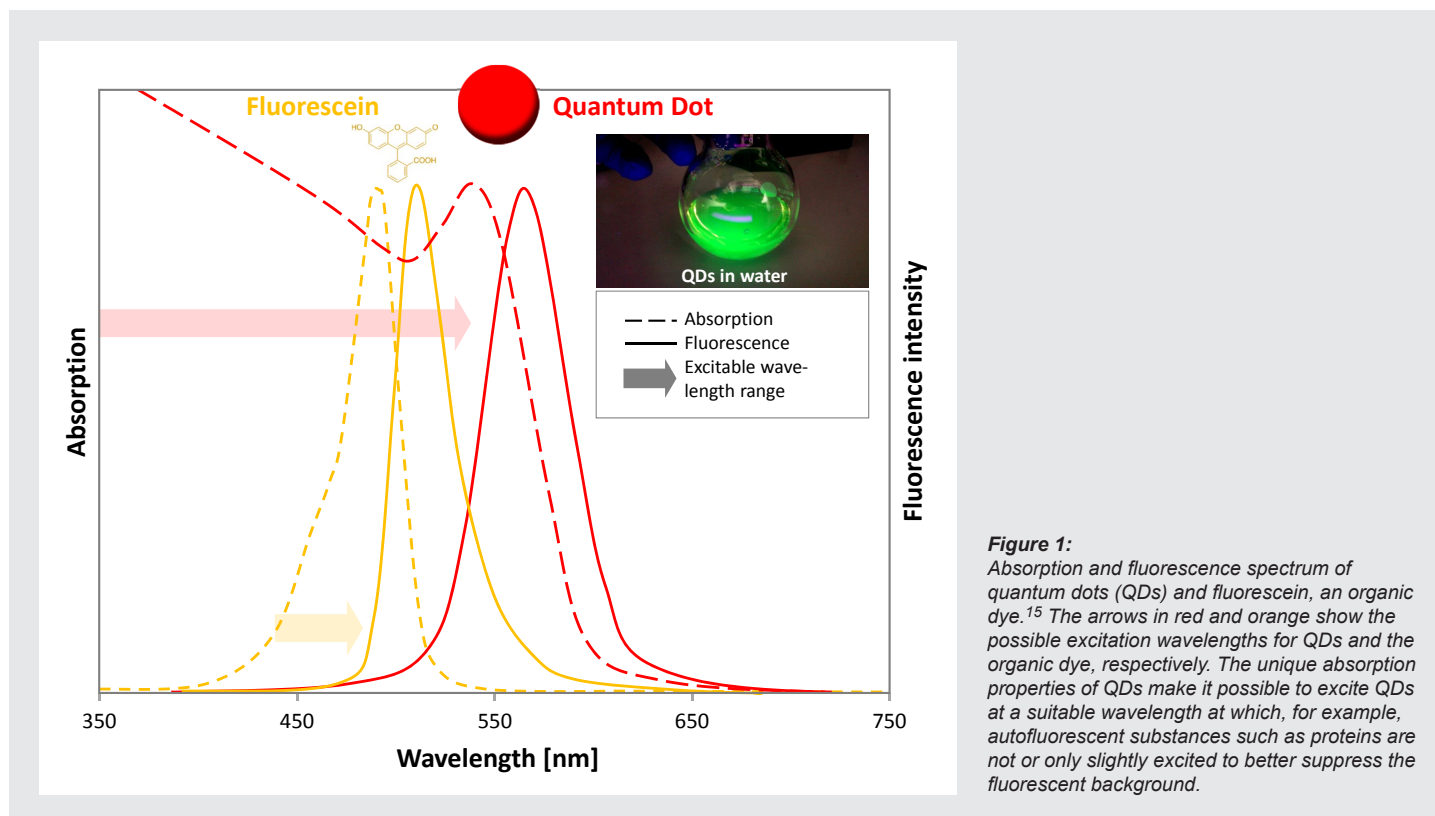 Fluorescein
Quantum Dot
HO
O
O
COOH
QDs in water
Absorption
Fluorescence
Excitable wave-
length range
Absorption
Fluorescence intensity
350
450
550
650
750
Wavelength [nm]
Figure 1:
Absorption and fluorescence spectrum of
quantum dots (QDs) and fluorescein, an organic
dye.15 The arrows in red and orange show the
possible excitation wavelengths for QDs and the
organic dye, respectively. The unique absorption
properties of QDs make it possible to excite QDs
at a suitable wavelength at which, for example,
autofluorescent substances such as proteins are
not or only slightly excited to better suppress the
fluorescent background.